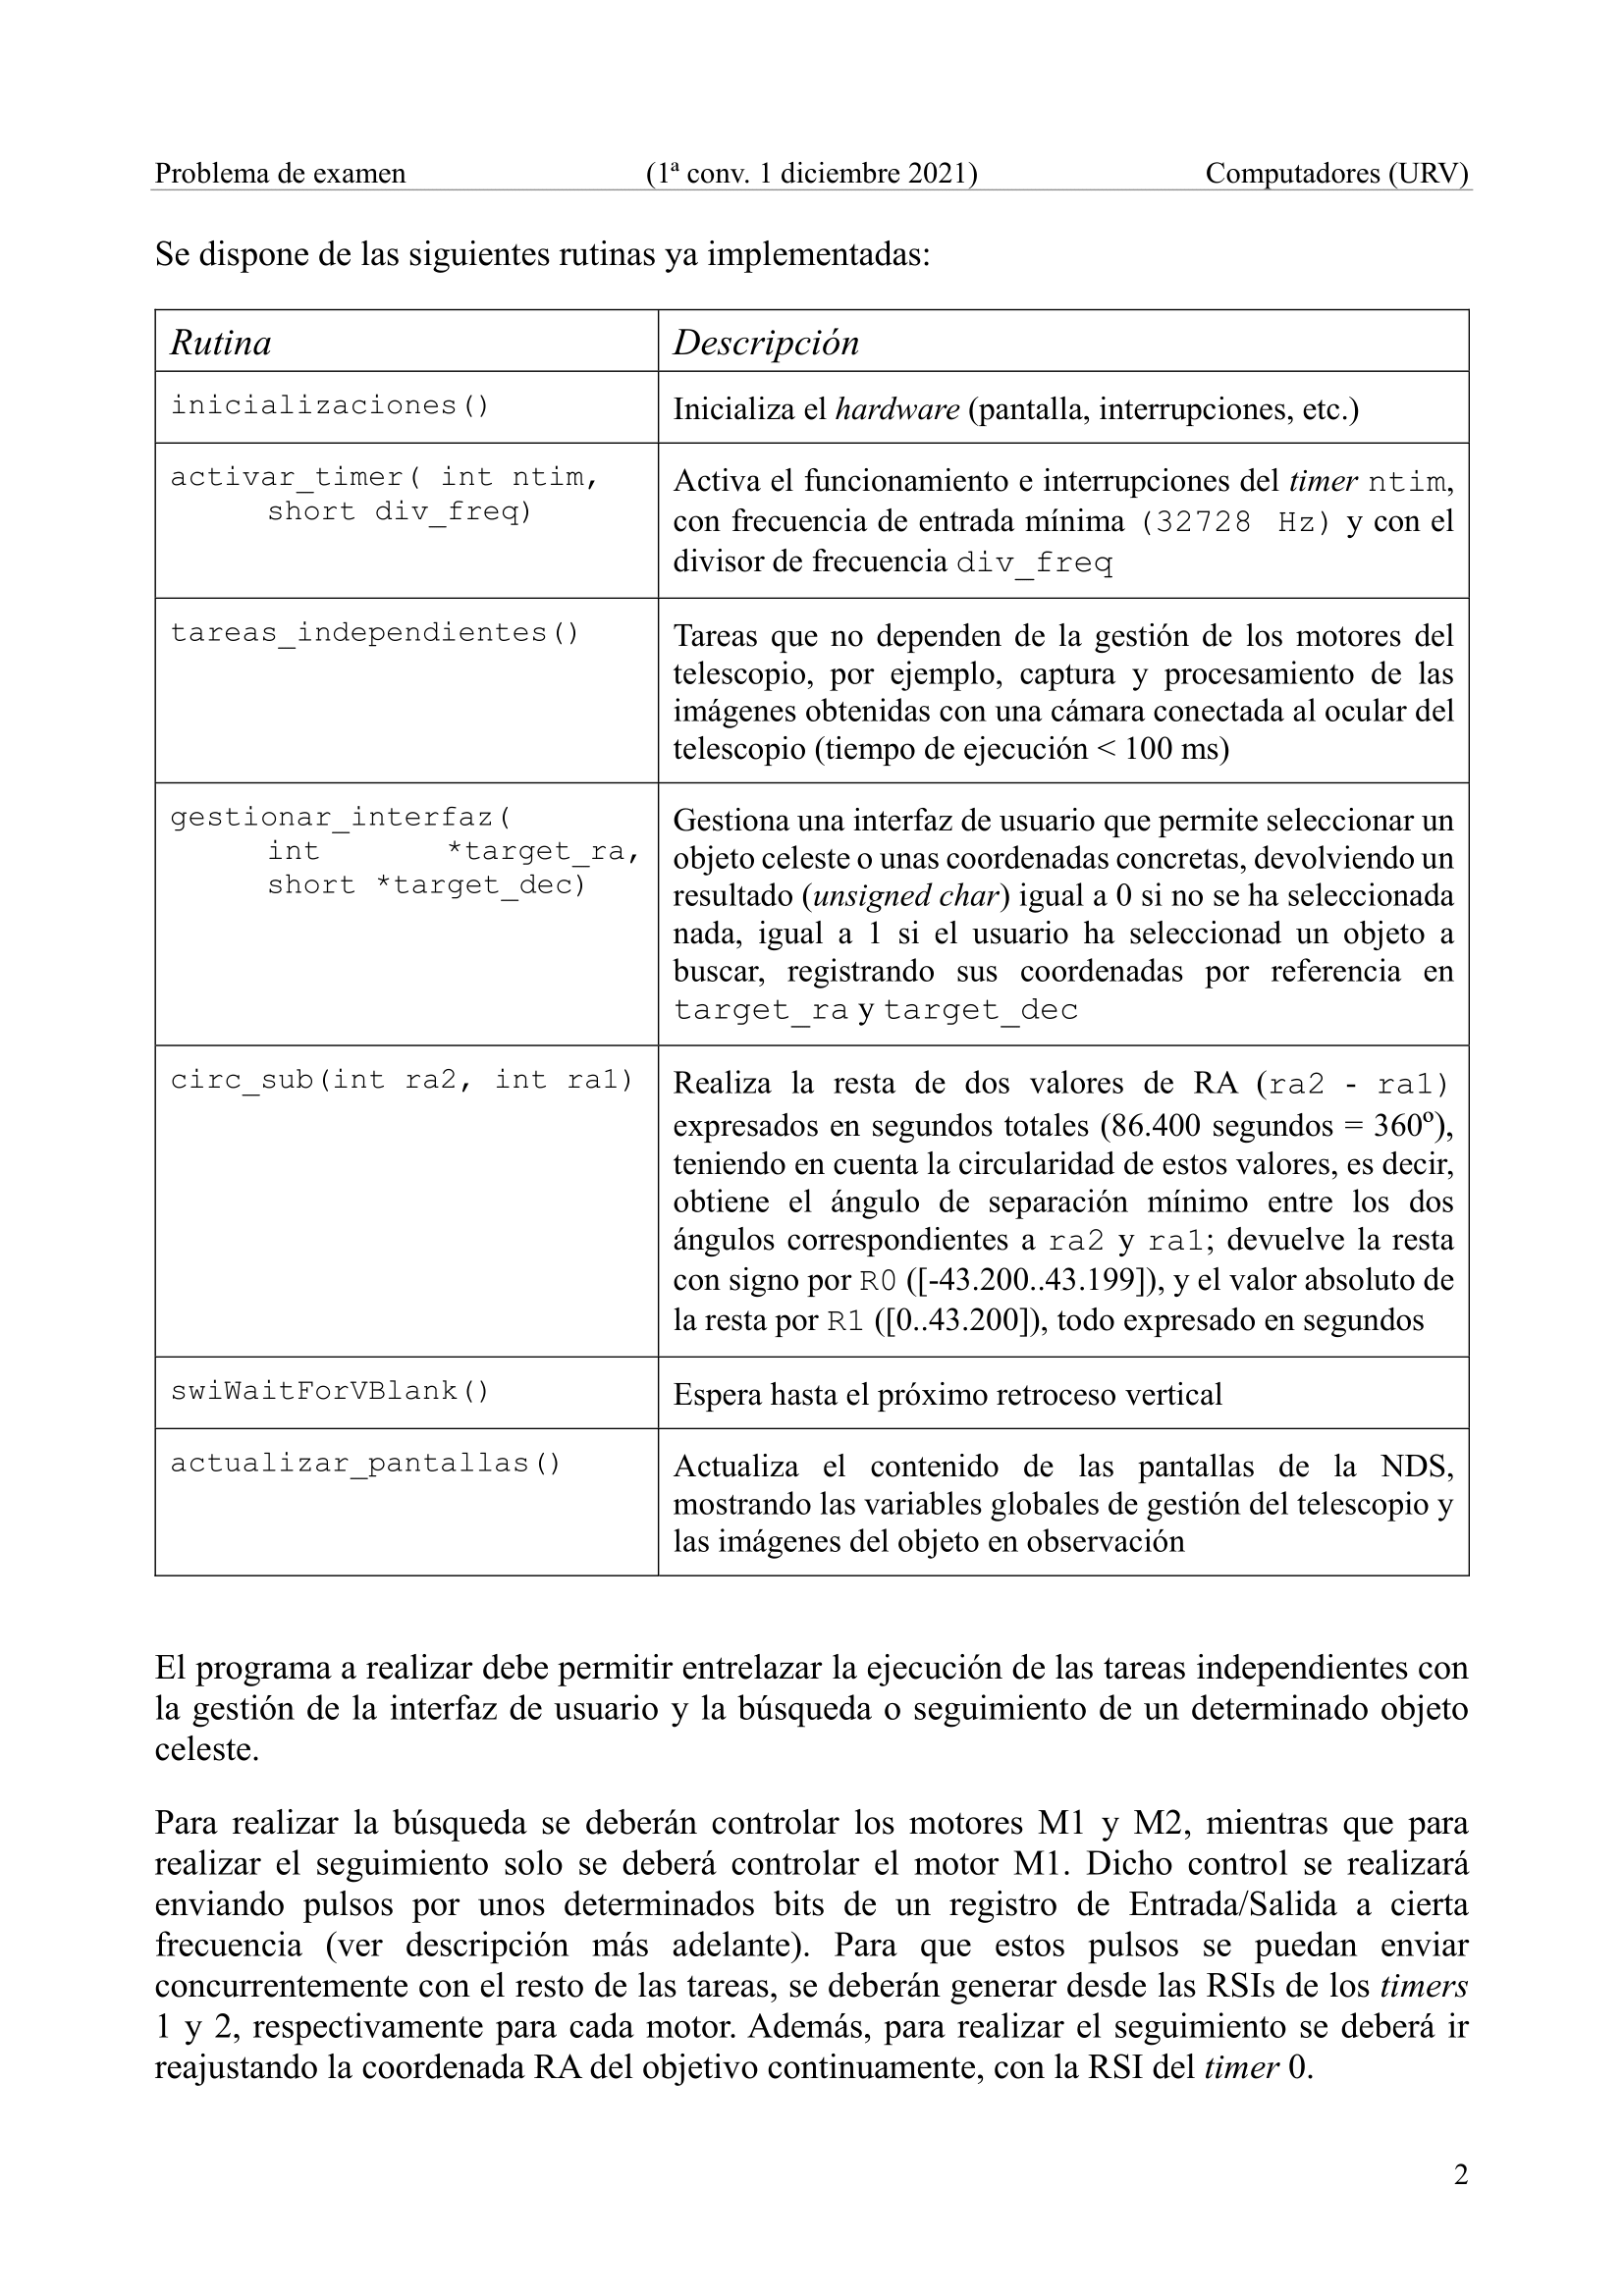 Problema de examen (1ª conv. 1 diciembre 2021) Computadores (URV)
Se dispone de las siguientes rutinas ya implementadas:
Rutina Descripción
inicializaciones() Inicializa el hardware (pantalla, interrupciones, etc.)
activar_timer( int ntim,
short div_freq)
Activa el funcionamiento e interrupciones del timer ntim,
con frecuencia de entrada mínima (32728 Hz) y con el
divisor de frecuencia div_freq
tareas_independientes()
Tareas que no dependen de la gestión de los motores del
telescopio, por ejemplo, captura y procesamiento de las
imágenes obtenidas con una cámara conectada al ocular del
telescopio (tiempo de ejecución < 100 ms)
gestionar_interfaz(
int *target_ra,
short *target_dec)
Gestiona una interfaz de usuario que permite seleccionar un
objeto celeste o unas coordenadas concretas, devolviendo un
resultado (unsigned char) igual a 0 si no se ha seleccionada
nada, igual a 1 si el usuario ha seleccionad un objeto a
buscar, registrando sus coordenadas por referencia en
target_ra y target_dec
circ_sub(int ra2, int ra1)
Realiza la resta de dos valores de RA (ra2 - ra1)
expresados en segundos totales (86.400 segundos = 360º),
teniendo en cuenta la circularidad de estos valores, es decir,
obtiene el ángulo de separación mínimo entre los dos
ángulos correspondientes a ra2 y ra1; devuelve la resta
con signo por R0 ([-43.200..43.199]), y el valor absoluto de
la resta por R1 ([0..43.200]), todo expresado en segundos
swiWaitForVBlank() Espera hasta el próximo retroceso vertical
actualizar_pantallas()
Actualiza el contenido de las pantallas de la NDS,
mostrando las variables globales de gestión del telescopio y
las imágenes del objeto en observación
El programa a realizar debe permitir entrelazar la ejecución de las tareas independientes con
la gestión de la interfaz de usuario y la búsqueda o seguimiento de un determinado objeto
celeste.
Para realizar la búsqueda se deberán controlar los motores M1 y M2, mientras que para
realizar el seguimiento solo se deberá controlar el motor M1. Dicho control se realizará
enviando pulsos por unos determinados bits de un registro de Entrada/Salida a cierta
frecuencia (ver descripción más adelante). Para que estos pulsos se puedan enviar
concurrentemente con el resto de las tareas, se deberán generar desde las RSIs de los timers
1 y 2, respectivamente para cada motor. Además, para realizar el seguimiento se deberá ir
reajustando la coordenada RA del objetivo continuamente, con la RSI del timer 0.
2